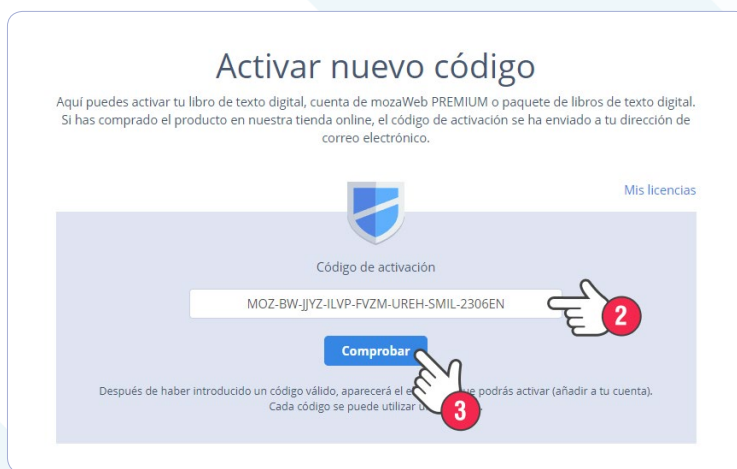 Activar nuevo código
Aquí puedes activar tu libro de texto digital, cuenta de mozaWeb PREMIUM o paquete de libros de texto digital.
Si has comprado el producto en nuestra tienda online, el código de activación se ha enviado a tu dirección de
correo electrónico.
Mis licencias
Código de activación
MOZ-BW-JJYZ-ILVP-FVZM-UREH-SMIL-2306EN
2
Comprobar
3
Después de haber introducido un código válido, aparecerá el podrás activar (añadir a tu cuenta).
Cada código se puede utilizar